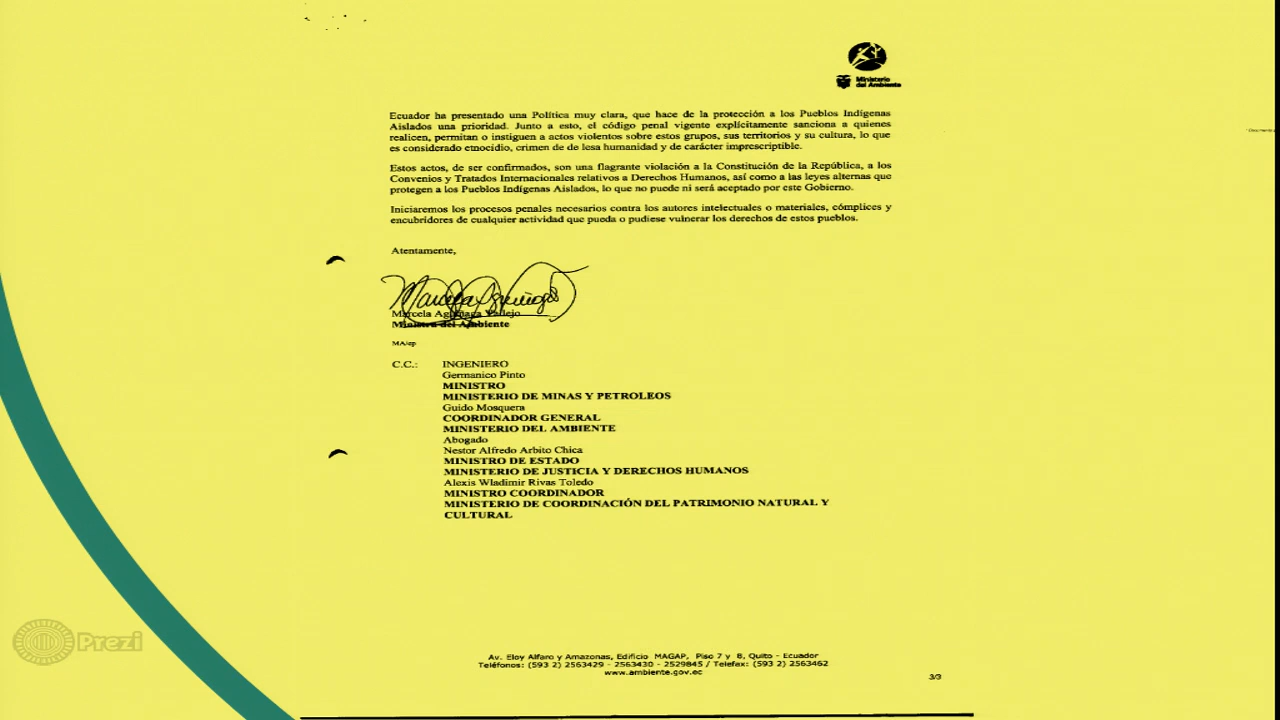 Ministerio
del Ambiente
Ecuador ha presentado una Política muy clara, que hace de la protección a los Pueblos Indígenas
Aislados una prioridad. Junto a esto, el código penal vigente explícitamente sanciona a quienes
realicen, permitan o instiguen a actos violentos sobre estos grupos, sus territorios y su cultura, lo que
es considerado etnocidio, crimen de de lesa humanidad y de carácter imprescriptible.
Estos actos, de ser confirmados, son una flagrante violación a la Constitución de la República, a los
Convenios y Tratados Internacionales relativos a Derechos Humanos, así como a las leyes alternas que
protegen a los Pueblos Indígenas Aislados, lo que no puede ni será aceptado por este Gobierno.
Iniciaremos los procesos penales necesarios contra los autores intelectuales o materiales, cómplices y
encubridores de cualquier actividad que pueda o pudiese vulnerar los derechos de estos pueblos.
Atentamente,
Marcela Aguiñaga
Marcela Aguiñaga Vallejo
Ministra del Ambiente
MA/ep
C.C.: INGENIERO
Germanico Pinto
MINISTRO
MINISTERIO DE MINAS Y PETROLEOS
Guido Mosquera
COORDINADOR GENERAL
MINISTERIO DEL AMBIENTE
Abogado
Nestor Alfredo Arbito Chica
MINISTRO DE ESTADO
MINISTERIO DE JUSTICIA Y DERECHOS HUMANOS
Alexis Wladimir Rivas Toledo
MINISTRO COORDINADOR
MINISTERIO DE COORDINACIÓN DEL PATRIMONIO NATURAL Y
CULTURAL
Av. Eloy Alfaro y Amazonas, Edificio MAGAP, Piso 7 y 8, Quito - Ecuador
Teléfonos: (593 2) 2563429 - 2563430 - 2529845 / Telefax: (593 2) 2563462
www.ambiente.gov.ec
3/3
Prezi